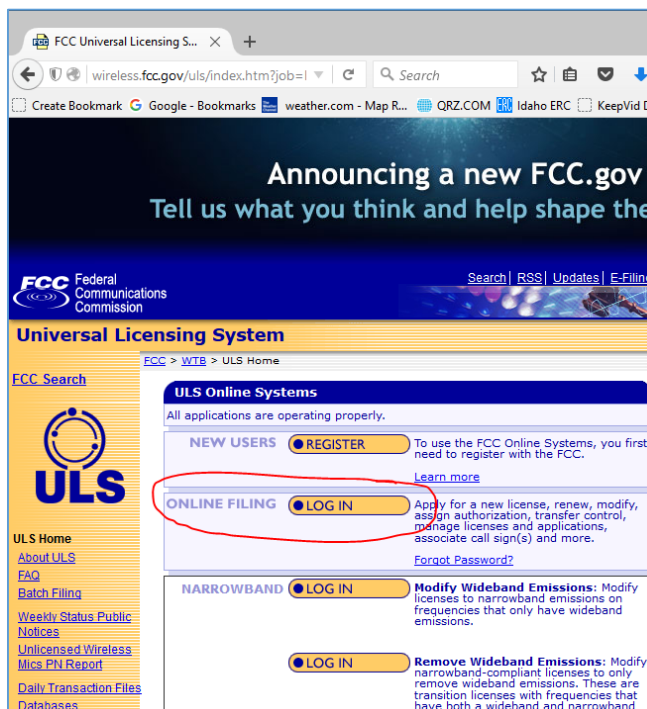 FCC Universal Licensing S...
wireless.fcc.gov/uls/index.htm?job=
Search
Create Bookmark
Google - Bookmarks
weather.com - Map R...
QRZ.COM
ERC
Idaho ERC
KeepVid
Announcing a new FCC.gov
Tell us what you think and help shape the
FCC Federal
Communications
Commission
Search| RSS| Updates| E-Filing
Universal Licensing System
FCC > WTB > ULS Home
FCC Search
ULS
ULS Online Systems
All applications are operating properly.
NEW USERS
REGISTER
To use the FCC Online Systems, you first
need to register with the FCC.
Learn more
ONLINE FILING
LOG IN
Apply for a new license, renew, modify,
assign authorization, transfer control,
manage licenses and applications,
associate call sign(s) and more.
Forgot Password?
NARROWBAND
LOG IN
Modify Wideband Emissions: Modify
licenses to narrowband emissions on
frequencies that only have wideband
emissions.
LOG IN
Remove Wideband Emissions: Modify
narrowband-compliant licenses to only
remove wideband emissions. These are
transition licenses with frequencies that
have both a wideband and narrowband
ULS Home
About ULS
FAQ
Batch Filing
Weekly Status Public
Notices
Unlicensed Wireless
Mics PN Report
Daily Transaction Files
Databases